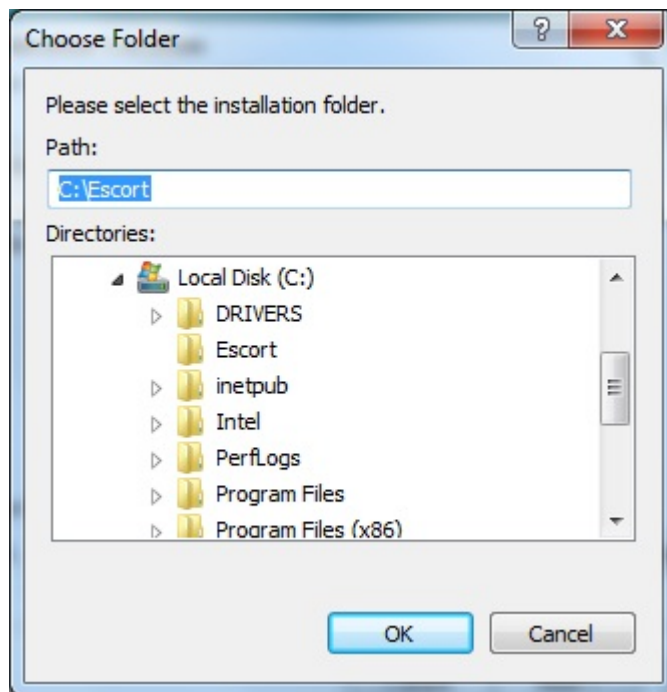 Choose Folder
Please select the installation folder.
Path:
C:\Escort
Directories:
Local Disk (C:)
DRIVERS
Escort
inetpub
Intel
PerfLogs
Program Files
Program Files (x86)
OK Cancel